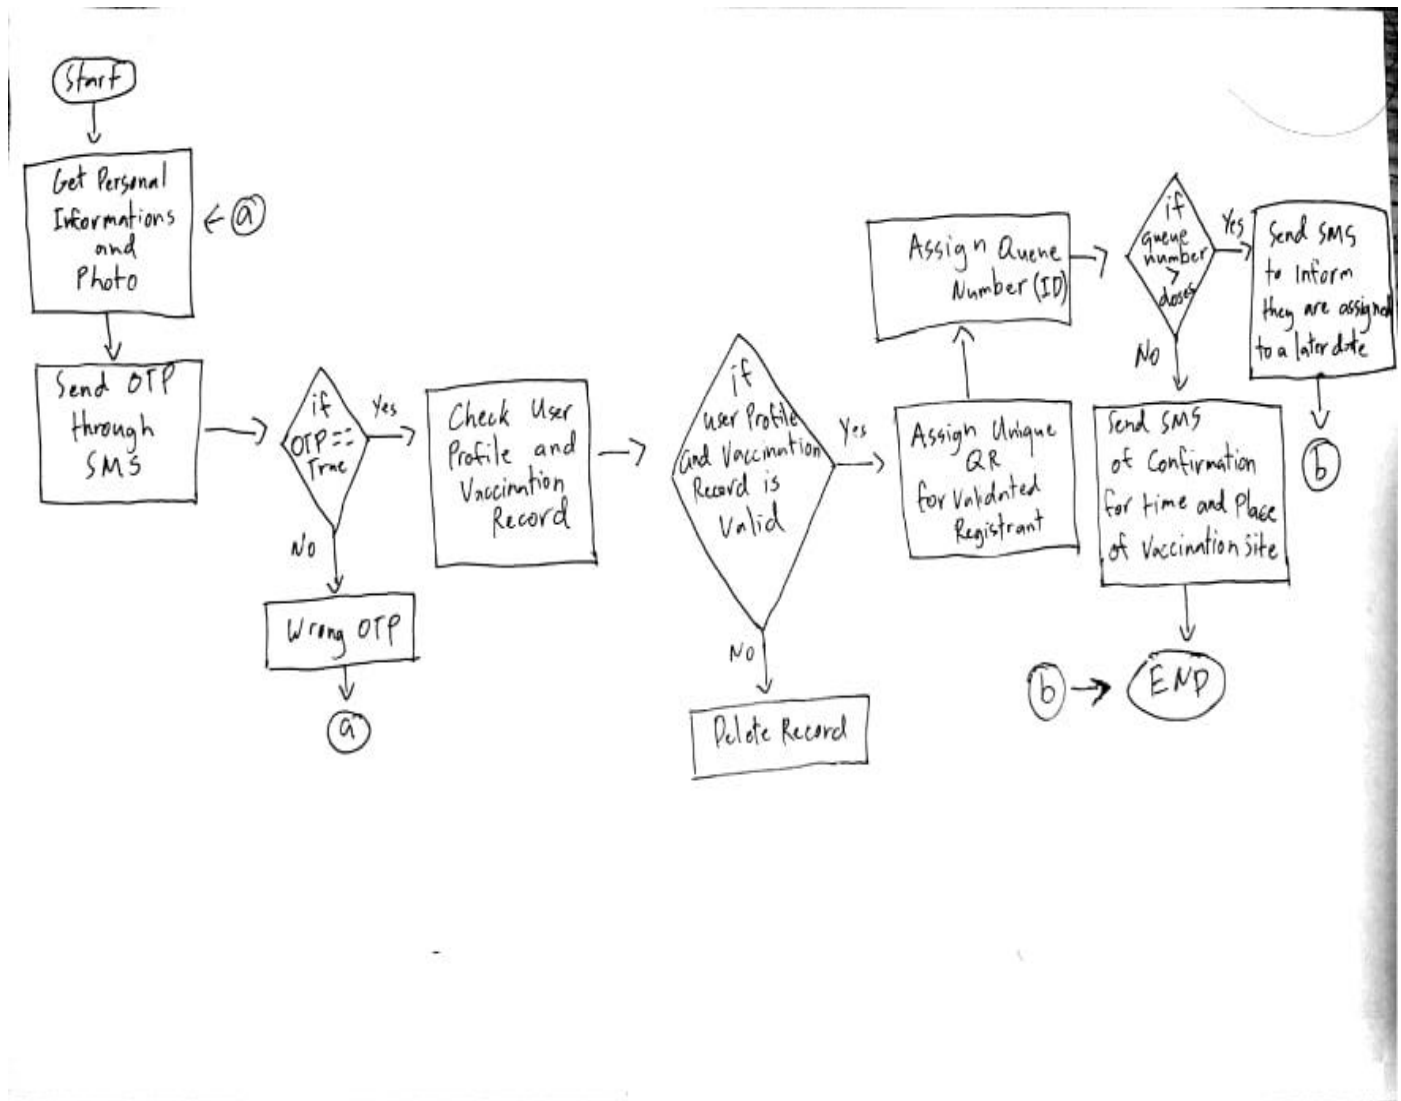 Start
Get Personal
Informations
and
Photo
a
Send OTP
through
SMS
if
OTP==
True
Yes
No
Wrong OTP
a
Check User
Profile and
Vaccination
Record
if
User Profile
and Vaccination
Record is
Valid
Yes
No
Delete Record
Assign Unique
QR
for Validated
Registrant
Assign Queue
Number (ID)
if
queue
number
>
doses
Yes
No
Send SMS
to Inform
they are assigned
to a later date
b
Send SMS
of Confirmation
for time and Place
of Vaccination site
b
END